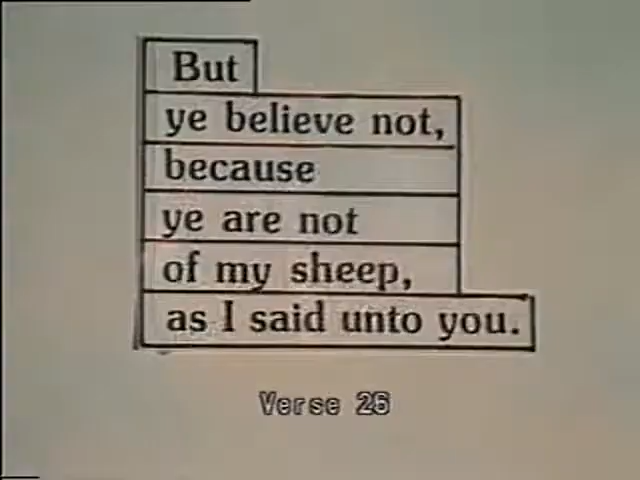 But
ye believe not,
because
ye are not
of my sheep,
as I said unto you.
Verse 26